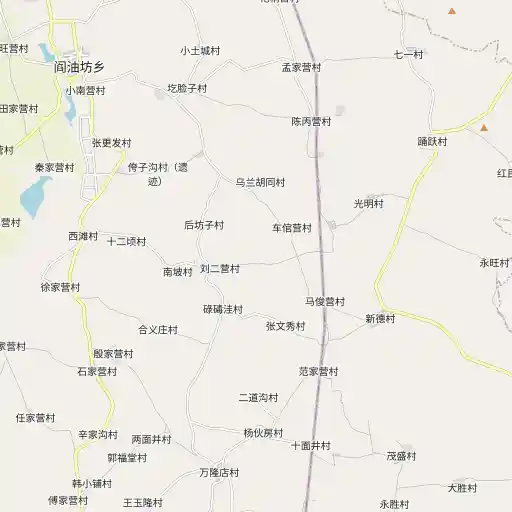 小土城村
旺营村
七一村
阎油坊乡
孟家营村
圪脸子村
小南营村
田家营村
陈丙营村
张更发村
踊跃村
营村
秦家营村
侉子沟村（遗
迹）
乌兰胡同村
光明村
营村
后坊子村
车倌营村
西滩村
十二顷村
永旺村
南坡村
刘二营村
徐家营村
马俊营村
碌碡洼村
新德村
合义庄村
张文秀村
家营村
殷家营村
石家营村
范家营村
二道沟村
任家营村
辛家沟村
两面井村
杨伙房村
十面井村
郭福堂村
茂盛村
万隆店村
韩小铺村
大胜村
傅家营村
王玉隆村
永胜村